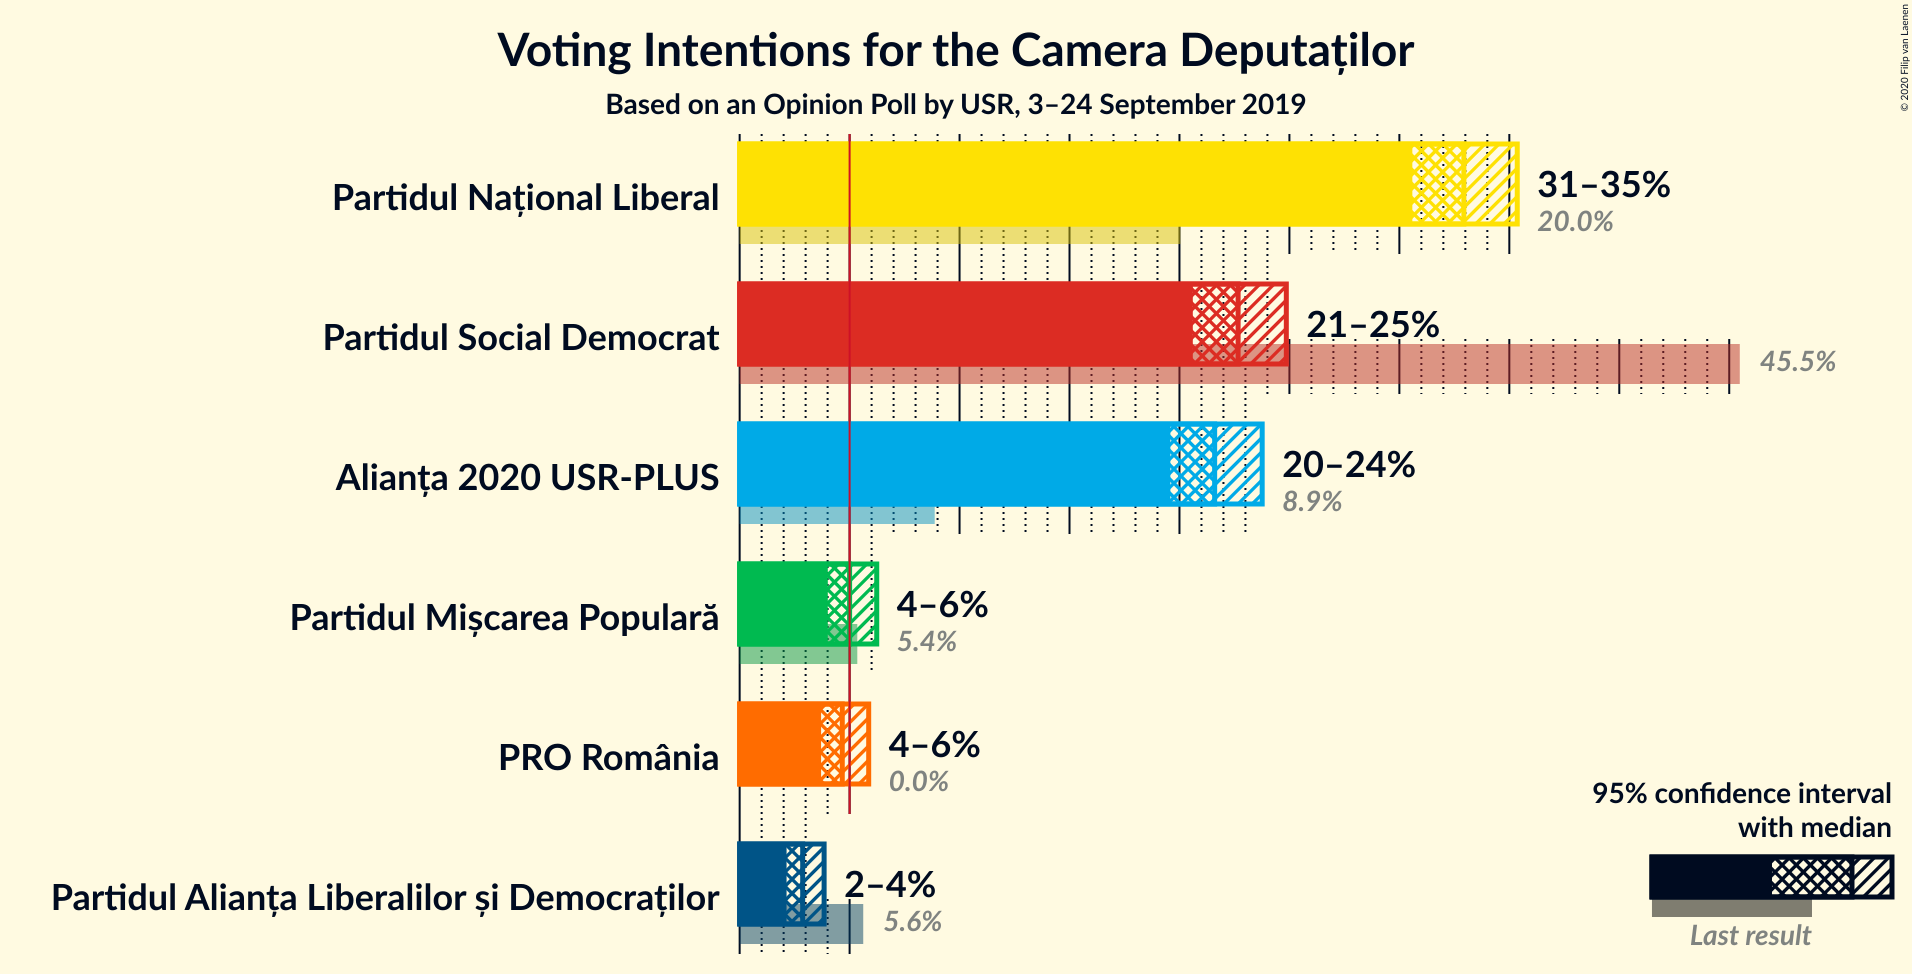 Voting Intentions for the Camera Deputaților
Based on an Opinion Poll by USR, 3–24 September 2019
© 2020 Filip van Laenen
Partidul Național Liberal
31–35%
20.0%
Partidul Social Democrat
21–25%
45.5%
Alianța 2020 USR-PLUS
20–24%
8.9%
Partidul Mișcarea Populară
4–6%
5.4%
PRO România
4–6%
0.0%
Partidul Alianța Liberalilor și Democraților
2–4%
5.6%
95% confidence interval
with median
Last result